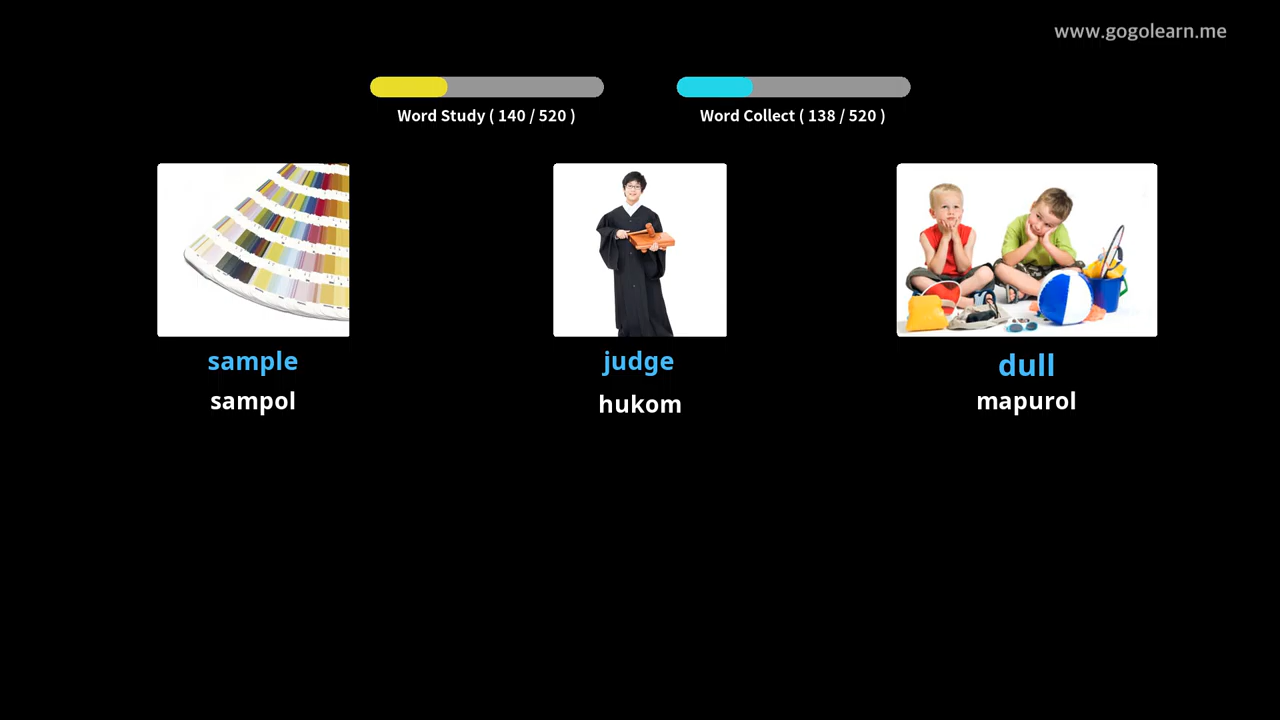 www.gogolearn.me
Word Study ( 140 / 520 )
Word Collect ( 138 / 520 )
sample
sampol
judge
hukom
dull
mapurol